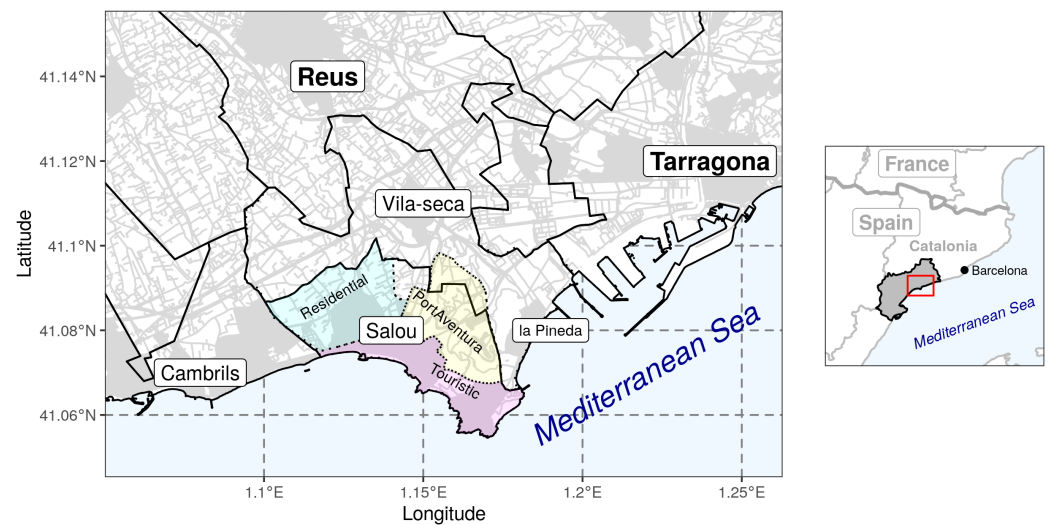 41.14°N
41.12°N
41.1°N
41.08°N
41.06°N
Latitude
Reus
Tarragona
Vila-seca
Residential
PortAventura
Salou
la Pineda
Touristic
Cambrils
Mediterranean Sea
1.1°E
1.15°E
1.2°E
1.25°E
Longitude
France
Spain
Catalonia
Barcelona
Mediterranean Sea